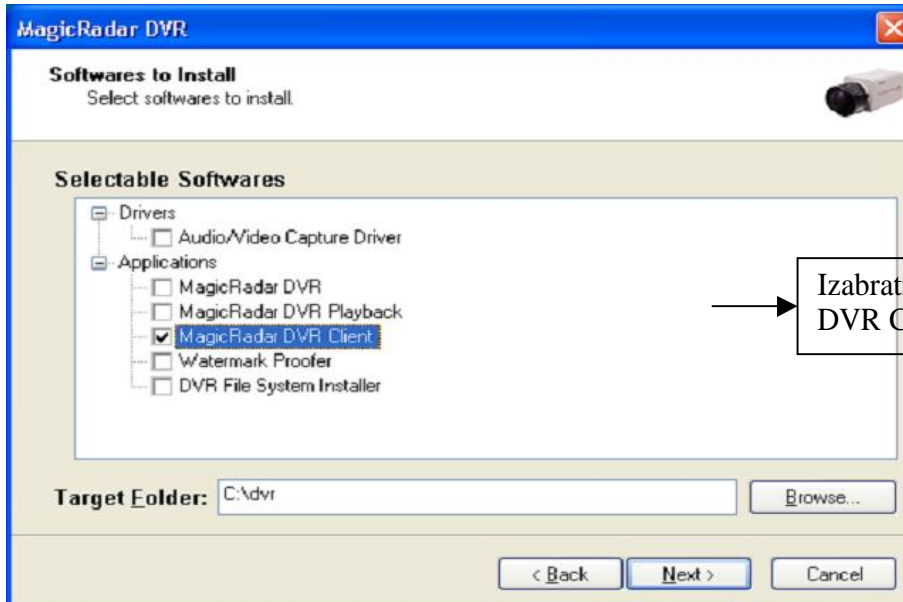 MagicRadar DVR
Softwares to Install
Select softwares to install.
Selectable Softwares
Drivers
Audio/Video Capture Driver
Applications
MagicRadar DVR
MagicRadar DVR Playback
MagicRadar DVR Client
Watermark Proofer
DVR File System Installer
DVR
Target Folder: C:\dvr Browse...
< Back Next > Cancel